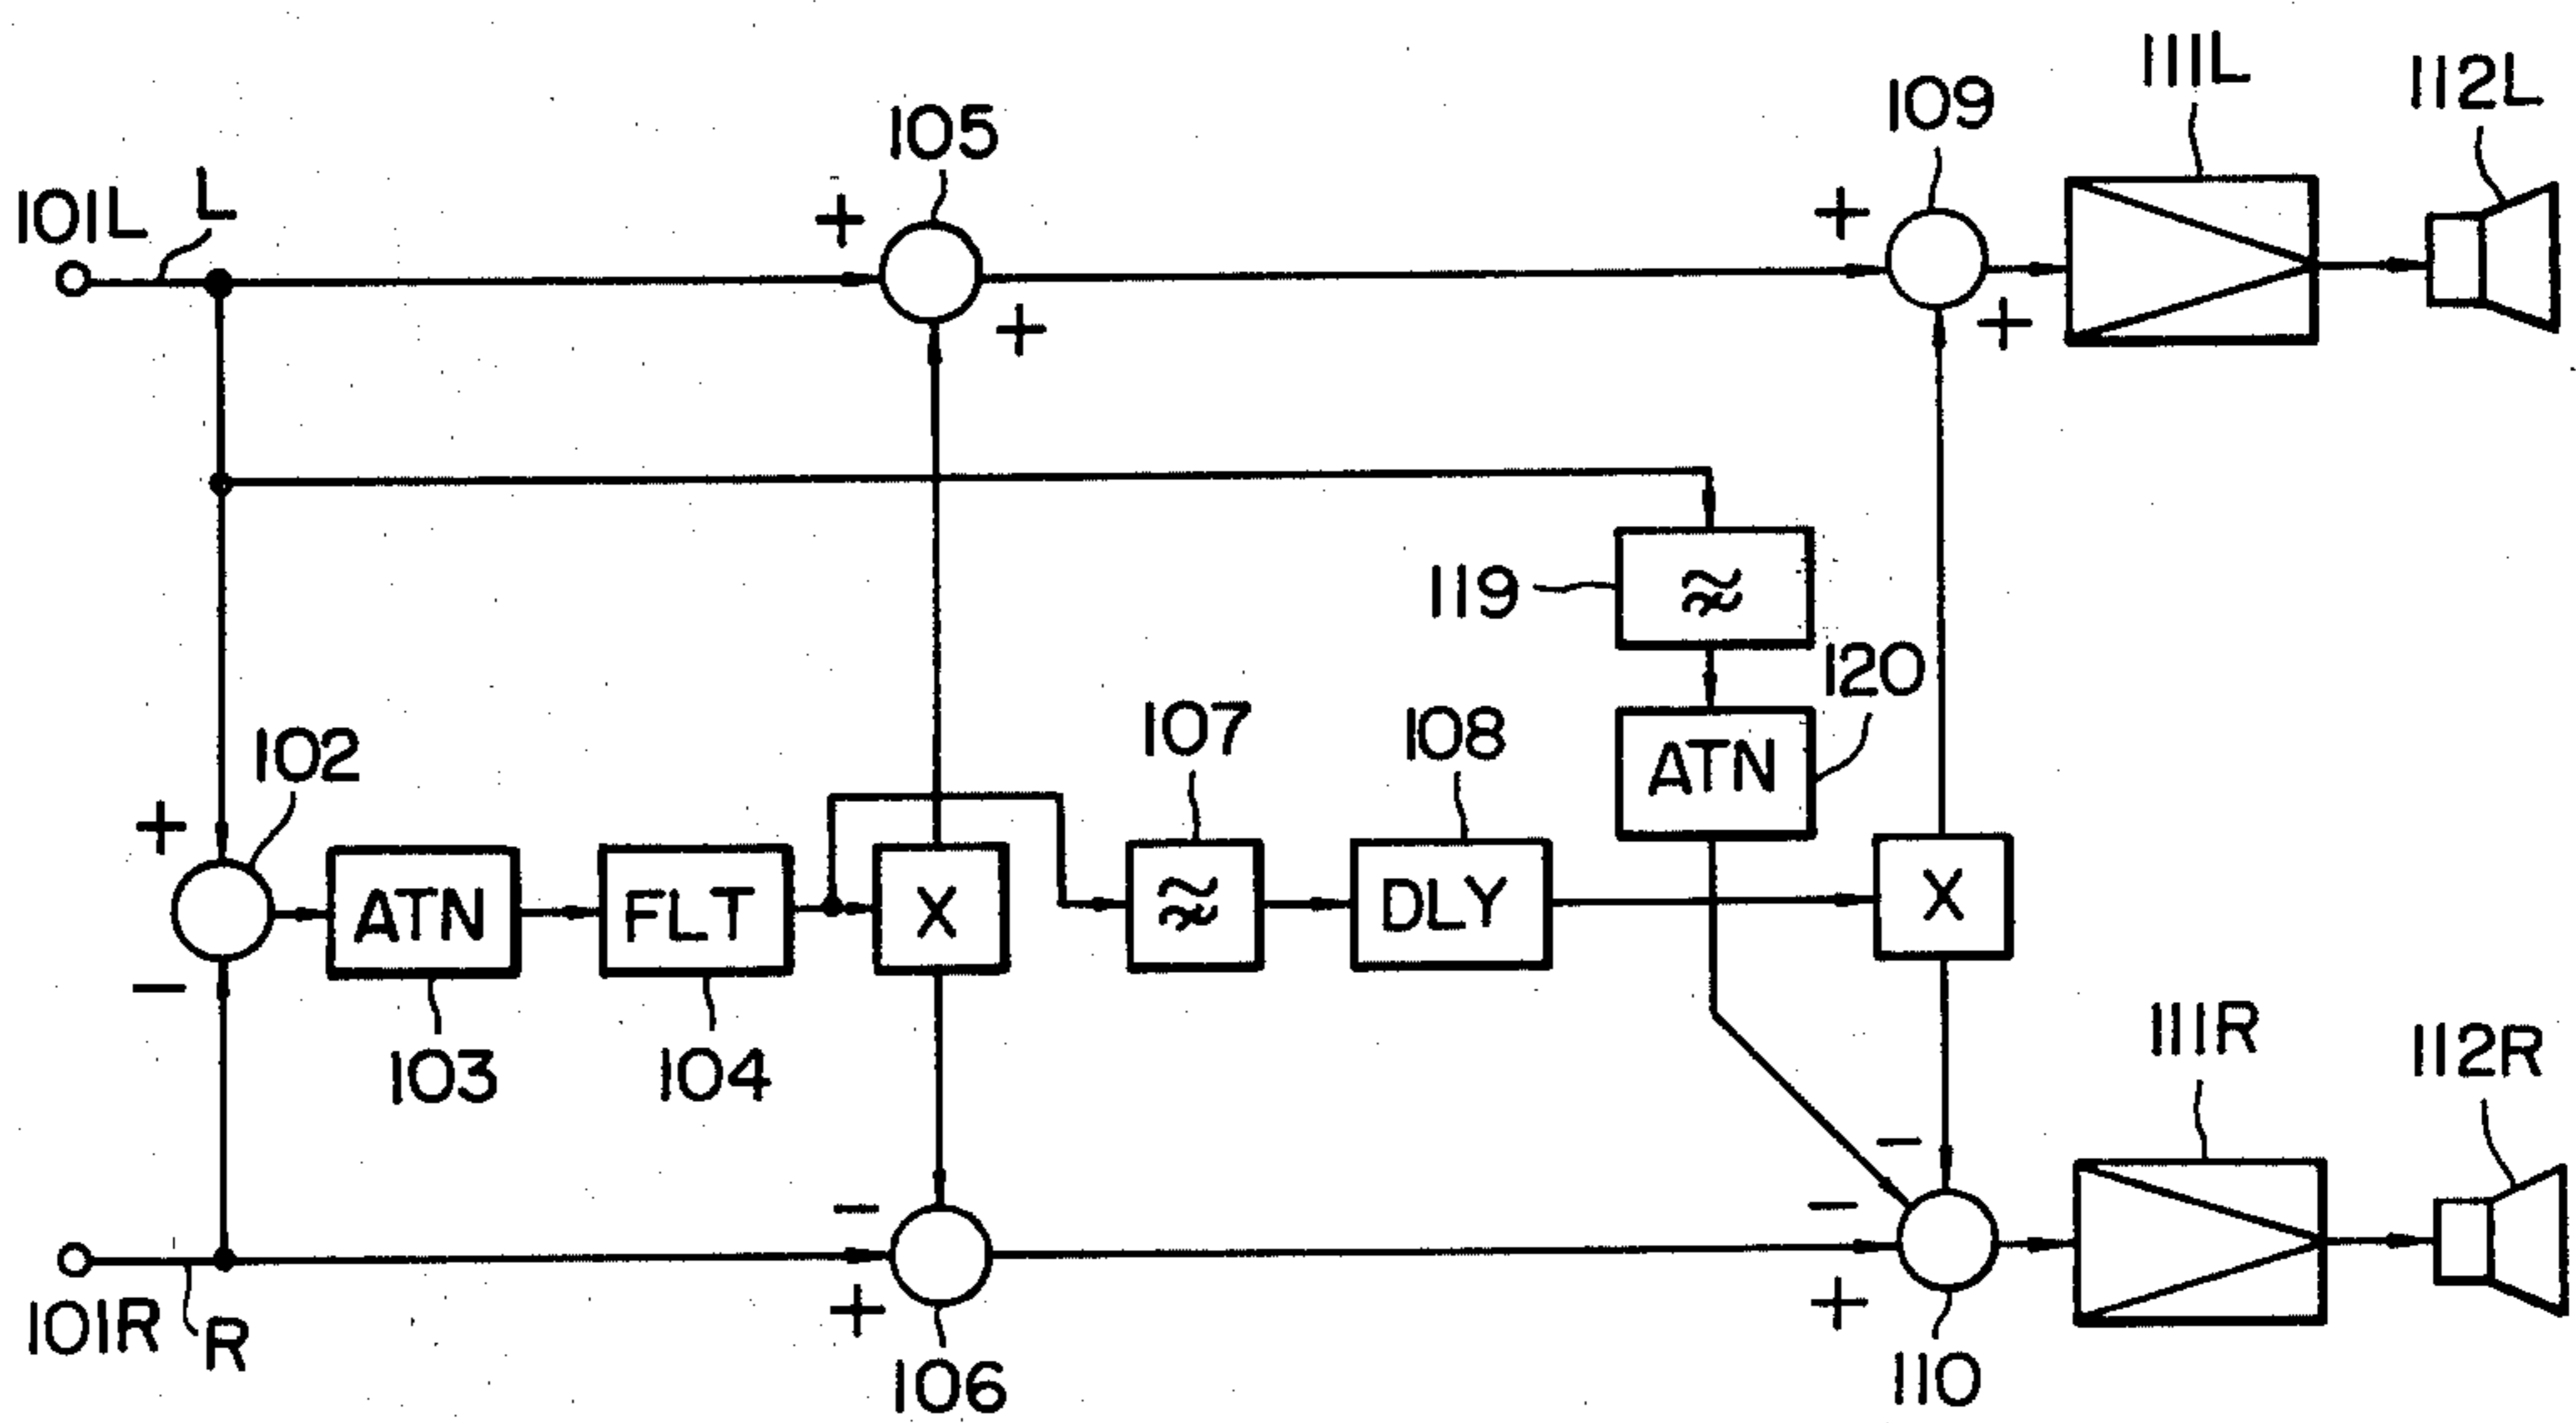 111L
112L
109
105
101L
L
+
+
+
+
119
≈
120
107
108
ATN
102
+
ATN
FLT
X
≈
DLY
X
−
103
104
111R
112R
−
−
−
+
+
101R
R
106
110